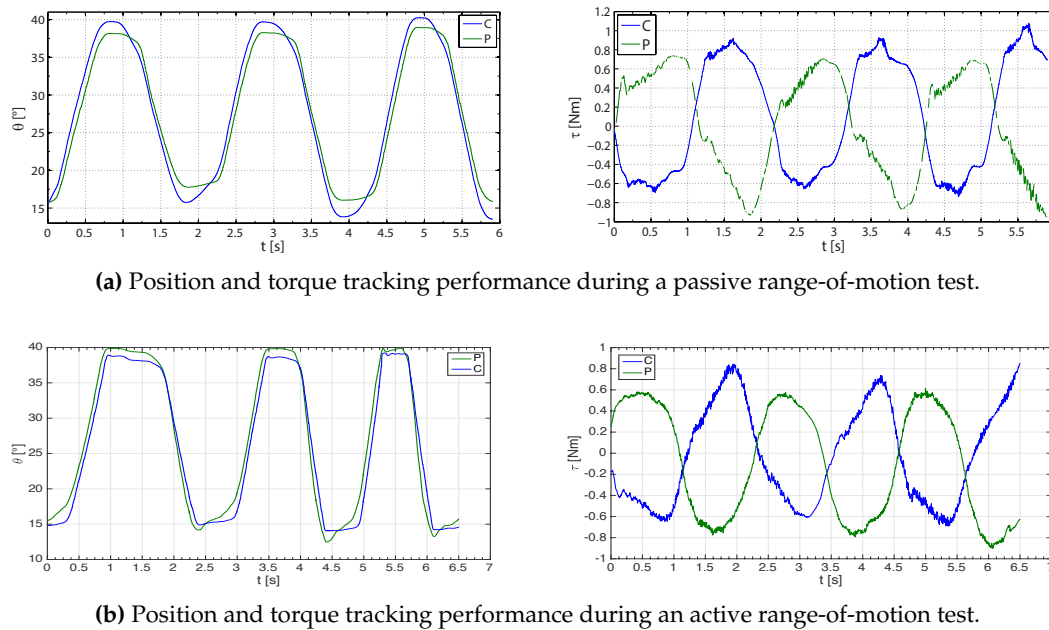 40
35
30
25
20
15
θ [°]
0 0.5 1 1.5 2 2.5 3 3.5 4 4.5 5 5.5 6
t [s]
C
P
1.2
1
0.8
0.6
0.4
0.2
0
−0.2
−0.4
−0.6
−0.8
−1
τ [Nm]
0 0.5 1 1.5 2 2.5 3 3.5 4 4.5 5 5.5
t [s]
C
P
(a) Position and torque tracking performance during a passive range-of-motion test.
40
35
30
25
20
15
10
θ [°]
0 0.5 1 1.5 2 2.5 3 3.5 4 4.5 5 5.5 6 6.5 7
t [s]
P
C
1
0.8
0.6
0.4
0.2
0
-0.2
-0.4
-0.6
-0.8
-1
τ [Nm]
0 0.5 1 1.5 2 2.5 3 3.5 4 4.5 5 5.5 6 6.5 7
t [s]
C
P
(b) Position and torque tracking performance during an active range-of-motion test.